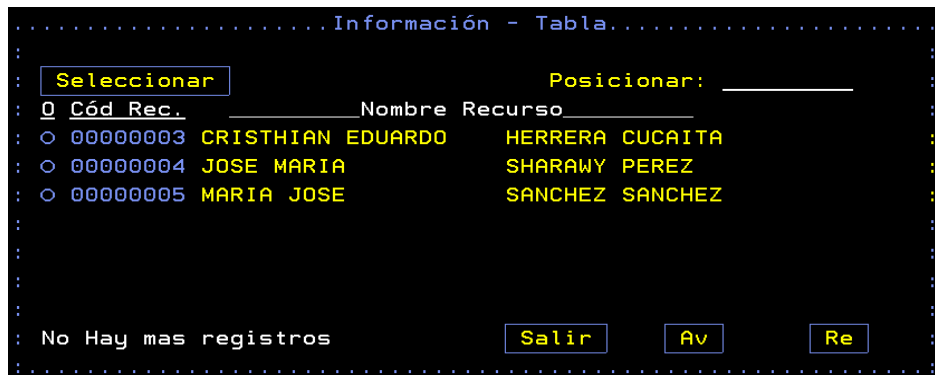 Información - Tabla
Seleccionar Posicionar:
O Cód Rec. Nombre Recurso
00000003 CRISTHIAN EDUARDO HERRERA CUCAITA
00000004 JOSE MARIA SHARAWY PEREZ
00000005 MARIA JOSE SANCHEZ SANCHEZ
No Hay mas registros Salir Av Re